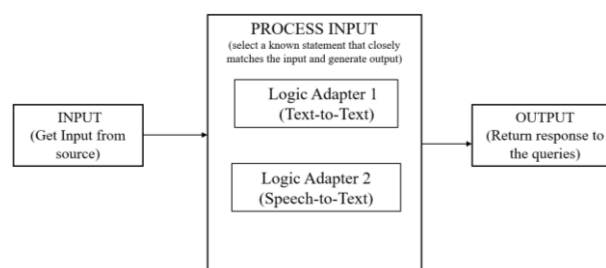 PROCESS INPUT
(select a known statement that closely
matches the input and generate output)
Logic Adapter 1
(Text-to-Text)
INPUT
(Get Input from
source)
OUTPUT
(Return response to
the queries)
Logic Adapter 2
(Speech-to-Text)